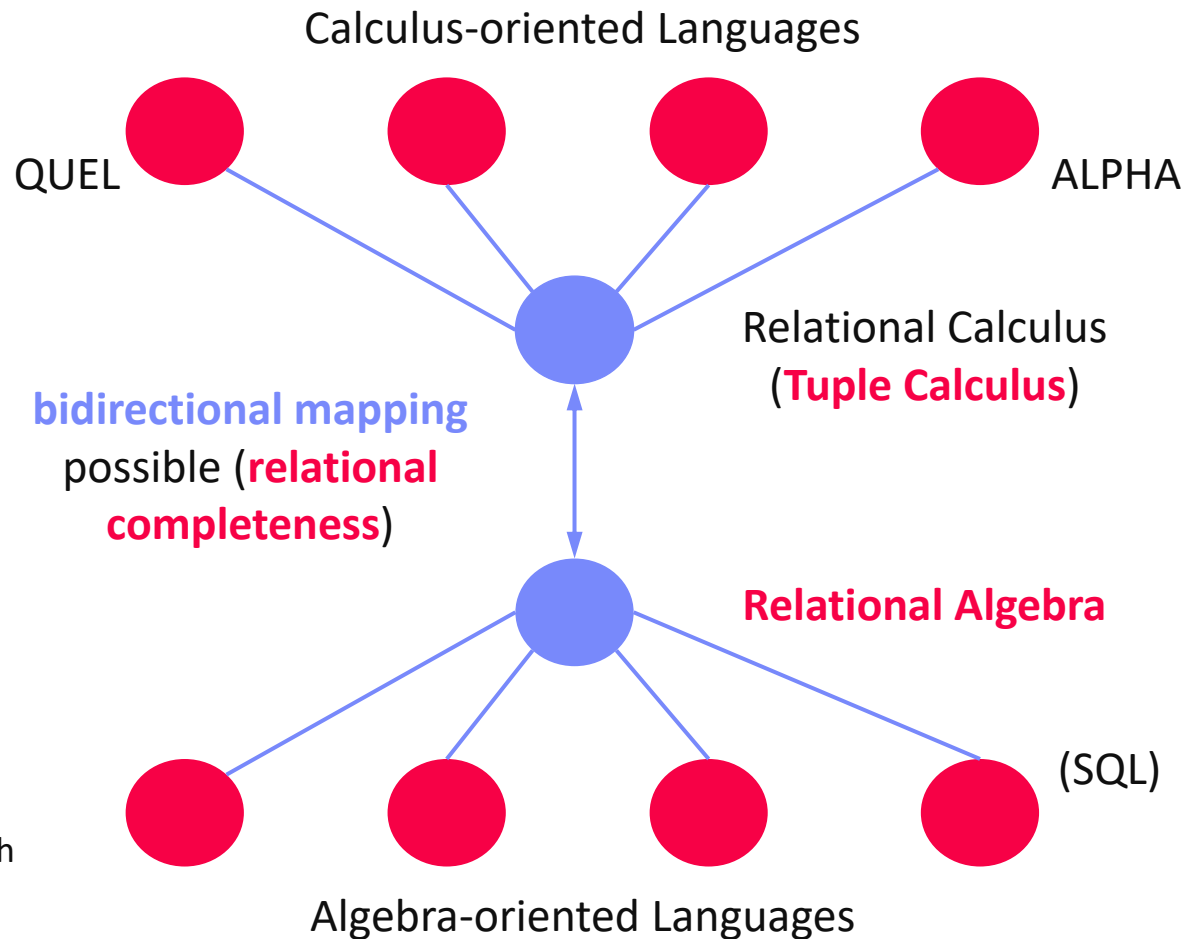 Calculus-oriented Languages
QUEL
ALPHA
Relational Calculus
(Tuple Calculus)
bidirectional mapping
possible (relational
completeness)
Relational Algebra
(SQL)
h
Algebra-oriented Languages